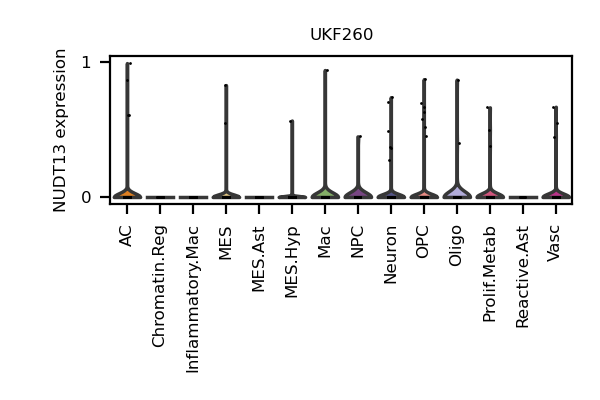 UKF260
NUDT13 expression
1
0
AC
Chromatin.Reg
Inflammatory.Mac
MES
MES.Ast
MES.Hyp
Mac
NPC
Neuron
OPC
Oligo
Prolif.Metab
Reactive.Ast
Vasc